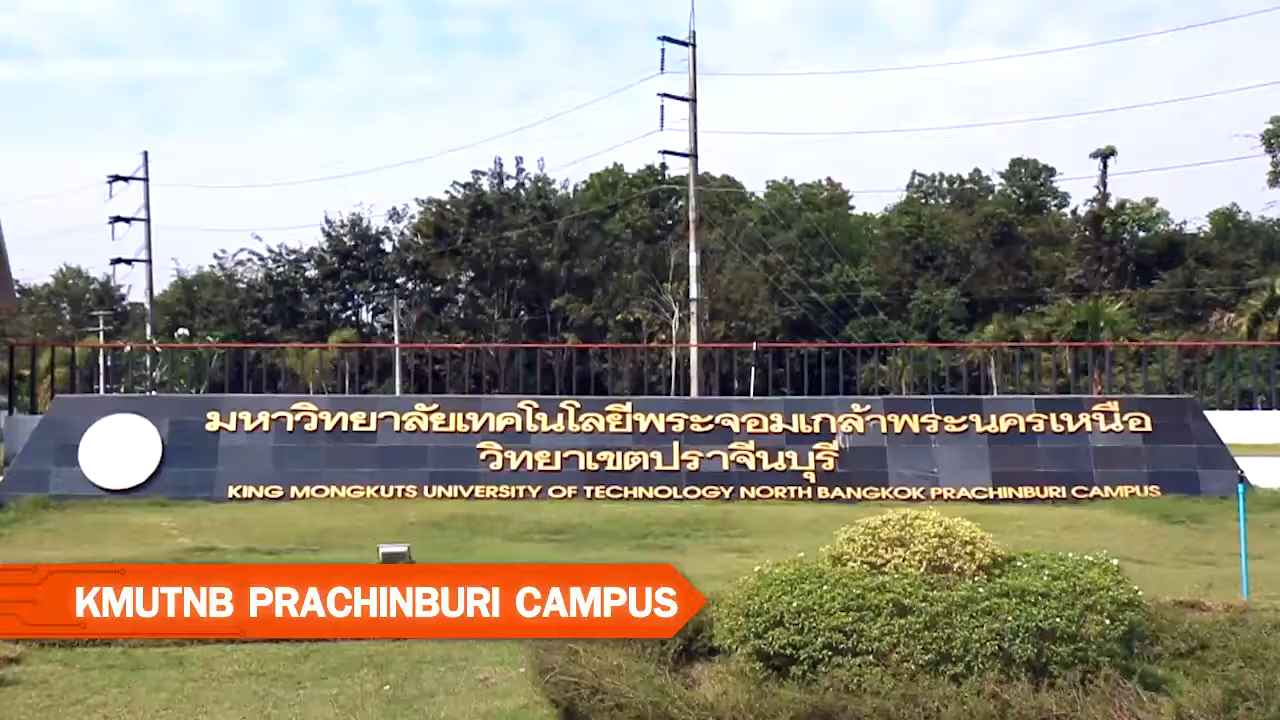 มหาวิทยาลัยเทคโนโลยีพระจอมเกล้าพระนครเหนือ
วิทยาเขตปราจีนบุรี
KING MONGKUTS UNIVERSITY OF TECHNOLOGY NORTH BANGKOK PRACHINBURI CAMPUS
KMUTNB PRACHINBURI CAMPUS